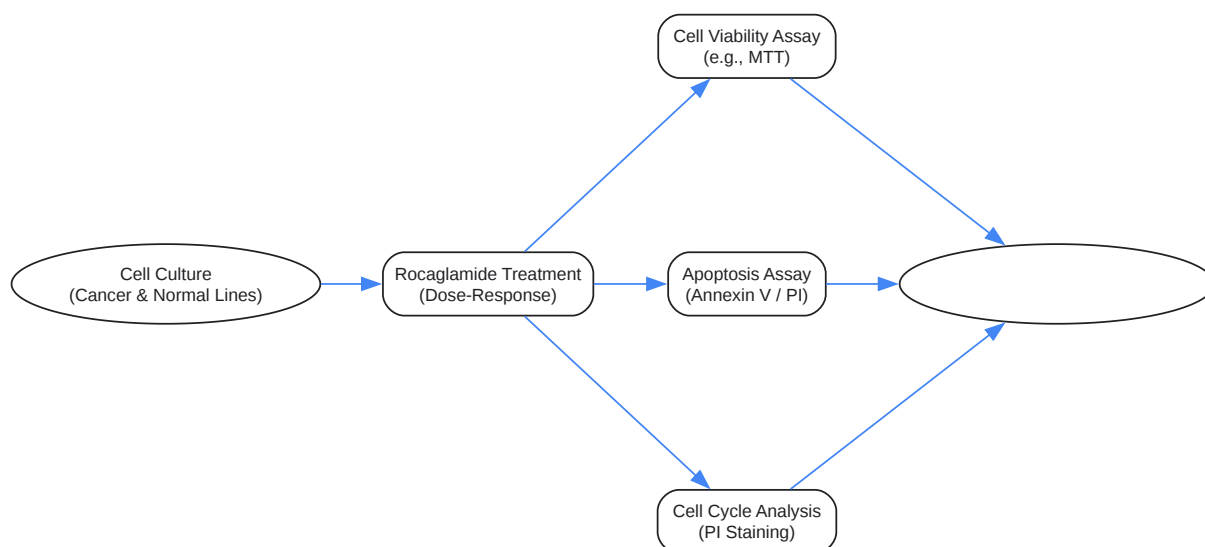 Cell Viability Assay
(e.g., MTT)
Cell Culture
(Cancer & Normal Lines)
Rocaglamide Treatment
(Dose-Response)
Apoptosis Assay
(Annexin V / PI)
Cell Cycle Analysis
(PI Staining)